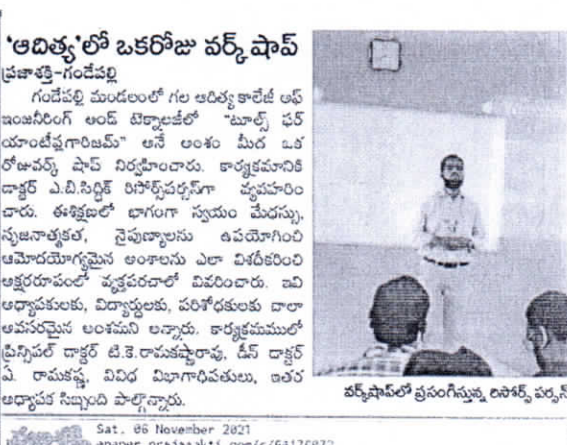 'ఆదిత్య'లో ఒకరోజు వర్క్ షాప్
ప్రజాశక్తి-గండేపల్లి
గండేపల్లి మండలంలో గల ఆదిత్య కాలేజీ ఆఫ్
ఇంజనీరింగ్ అండ్ టెక్నాలజీలో "టూల్స్ ఫర్
యాంటీప్లగారిజమ్" అనే అంశం మీద ఒక
రోజువర్క్ షాప్ నిర్వహించారు. కార్యక్రమానికి
డాక్టర్ ఎ.బి.సిద్ధిక్ రిసోర్స్‌పర్సన్‌గా వ్యవహరిం
చారు. ఈశిక్షణలో భాగంగా స్వయం మేధస్సు,
సృజనాత్మకత, నైపుణ్యాలను ఉపయోగించి
ఆమోదయోగ్యమైన అంశాలను ఎలా విశదీకరించి
అక్షరరూపంలో వ్యక్తపరచాలో వివరించారు. ఇవి
అధ్యాపకులకు, విద్యార్థులకు, పరిశోధకులకు చాలా
అవసరమైన అంశమని అన్నారు. కార్యక్రమములో
ప్రిన్సిపల్ డాక్టర్ టి.కె.రామకృష్ణారావు, డీన్ డాక్టర్
ఏ. రామకృష్ణ, వివిధ విభాగాధిపతులు, ఇతర
అధ్యాపక సిబ్బంది పాల్గొన్నారు.
వర్క్‌షాప్‌లో ప్రసంగిస్తున్న రిసోర్స్ పర్సన్
Sat, 06 November 2021